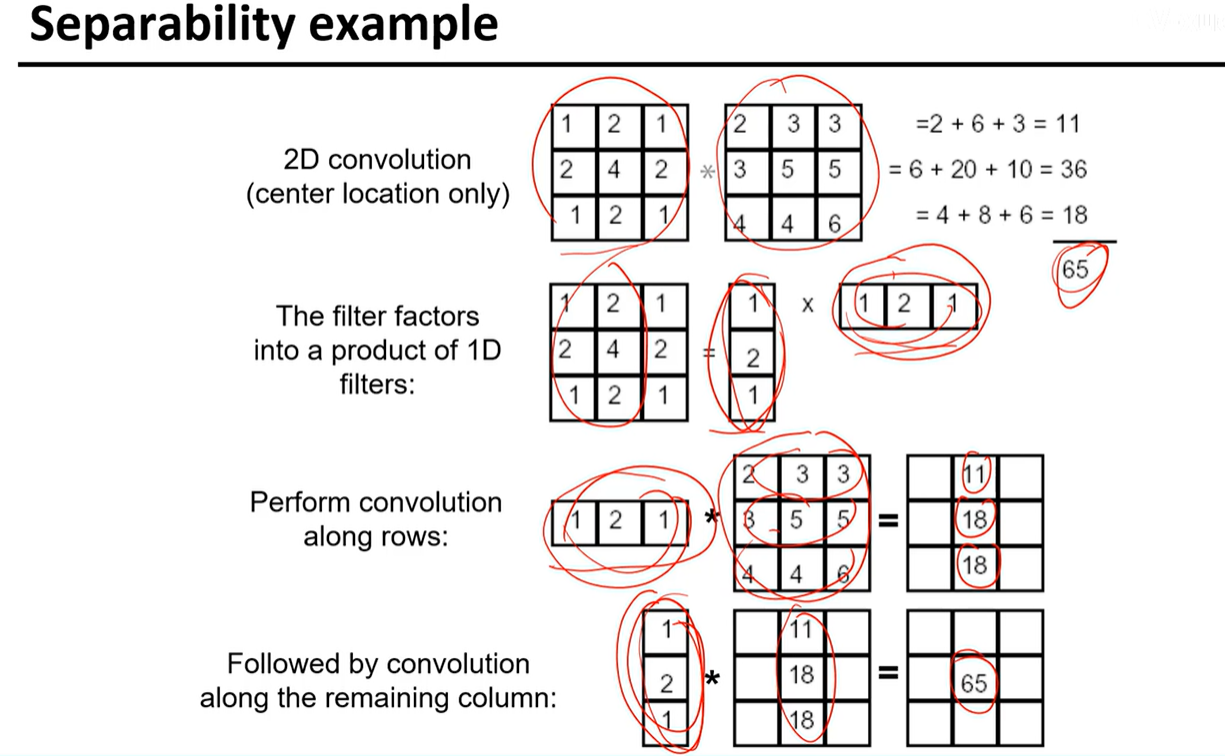 Separability example
2D convolution
(center location only)
1 2 1
2 4 2
1 2 1
*
2 3 3
3 5 5
4 4 6
=2 + 6 + 3 = 11
= 6 + 20 + 10 = 36
= 4 + 8 + 6 = 18
65
The filter factors
into a product of 1D
filters:
1 2 1
2 4 2
1 2 1
=
1
2
1
x
1 2 1
Perform convolution
along rows:
1 2 1
*
2 3 3
3 5 5
4 4 6
=
11
18
18
Followed by convolution
along the remaining column:
1
2
1
*
11
18
18
=
65